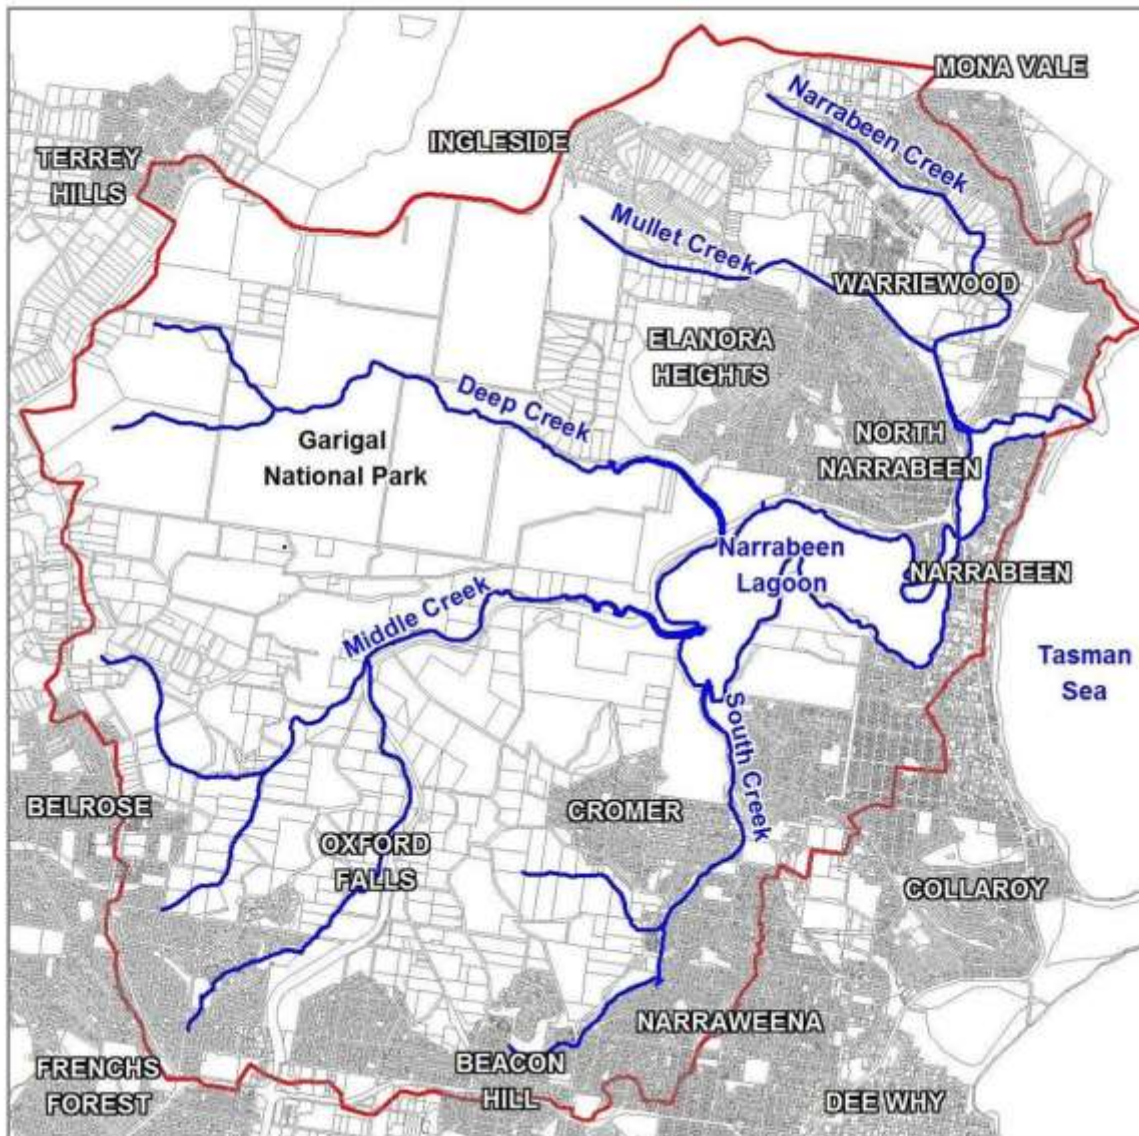 MONA VALE
Narrabeen Creek
INGLESIDE
TERREY
HILLS
Mullet Creek
WARRIEWOOD
ELANORA
HEIGHTS
Deep Creek
Garigal
National Park
NORTH
NARRABEEN
Narrabeen
Lagoon
NARRABEEN
Middle Creek
Tasman
Sea
South Creek
BELROSE
CROMER
OXFORD
FALLS
COLLAROY
NARRAWEENA
FRENCHS
FOREST
BEACON
HILL
DEE WHY